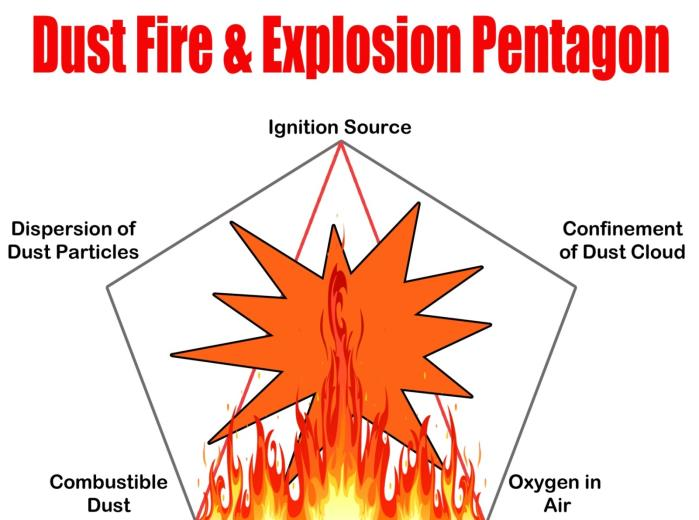 Dust Fire & Explosion Pentagon
Ignition Source
Dispersion of
Dust Particles
Confinement
of Dust Cloud
Combustible
Dust
Oxygen in
Air